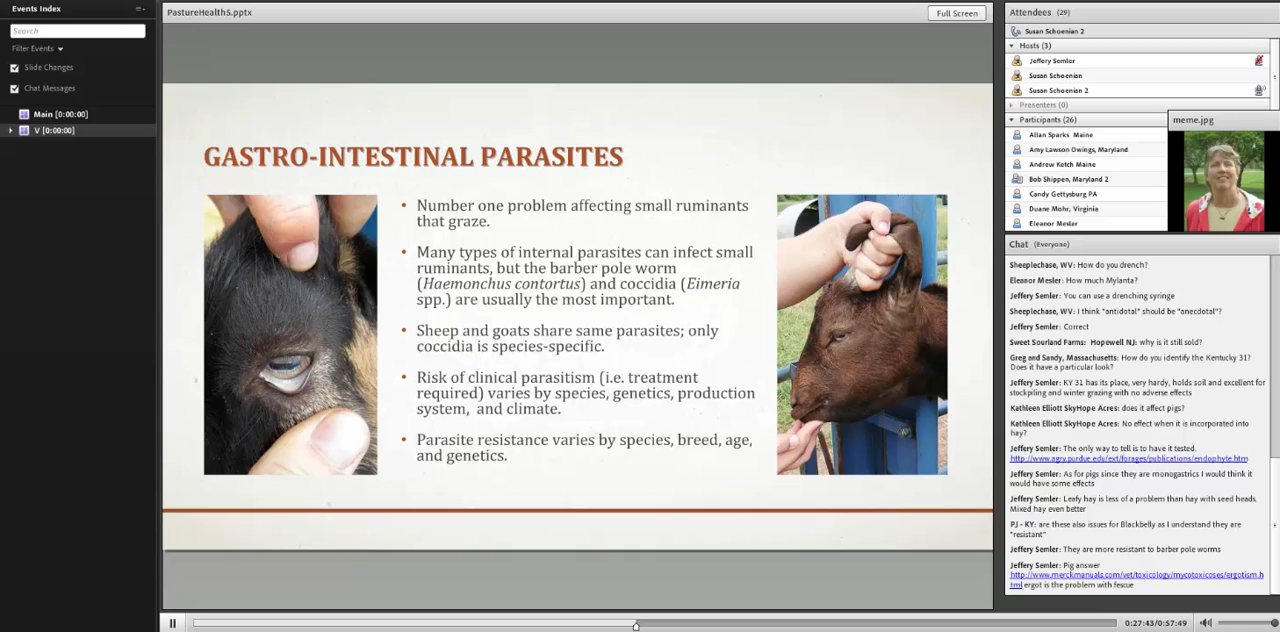 Events Index
Search
Filter Events
Slide Changes
Chat Messages
Main [0:00:00]
V [0:00:00]
PastureHealth5.pptx
Full Screen
GASTRO-INTESTINAL PARASITES
• Number one problem affecting small ruminants
that graze.
• Many types of internal parasites can infect small
ruminants, but the barber pole worm
(Haemonchus contortus) and coccidia (Eimeria
spp.) are usually the most important.
• Sheep and goats share same parasites; only
coccidia is species-specific.
• Risk of clinical parasitism (i.e. treatment
required) varies by species, genetics, production
system, and climate.
• Parasite resistance varies by species, breed, age,
and genetics.
Attendees (29)
Susan Schoenian 2
Hosts (3)
Jeffery Semler
Susan Schoenian
Susan Schoenian 2
Presenters (0)
Participants (26)
Allan Sparks Maine
Amy Lawson Owings, Maryland
Andrew Ketch Maine
Bob Shippen, Maryland 2
Candy Gettysburg PA
Duane Mohr, Virginia
Eleanor Mesler
meme.jpg
Chat (Everyone)
Sheeplechase, WV: How do you drench?
Eleanor Mesler: How much Mylanta?
Jeffery Semler: You can use a drenching syringe
Sheeplechase, WV: I think "antidotal" should be "anecdotal"?
Jeffery Semler: Correct
Sweet Sourland Farms: Hopewell NJ: why is it still sold?
Greg and Sandy, Massachusetts: How do you identify the Kentucky 31?
Does it have a particular look?
Jeffery Semler: KY 31 has its place, very hardy, holds soil and excellent for
stockpiling and winter grazing with no adverse effects
Kathleen Elliott SkyHope Acres: does it affect pigs?
Kathleen Elliott SkyHope Acres: No effect when it is incorporated into
hay?
Jeffery Semler: The only way to tell is to have it tested.
http://www.agry.purdue.edu/ext/forages/publications/endophyte.htm
Jeffery Semler: As for pigs since they are monogastrics I would think it
would have some effects
Jeffery Semler: Leafy hay is less of a problem than hay with seed heads.
Mixed hay even better
PJ - KY: are these also issues for Blackbelly as I understand they are
"resistant"
Jeffery Semler: They are more resistant to barber pole worms
Jeffery Semler: Pig answer
http://www.merckmanuals.com/vet/toxicology/mycotoxicoses/ergotism.h
tml ergot is the problem with fescue
0:27:43/0:57:49